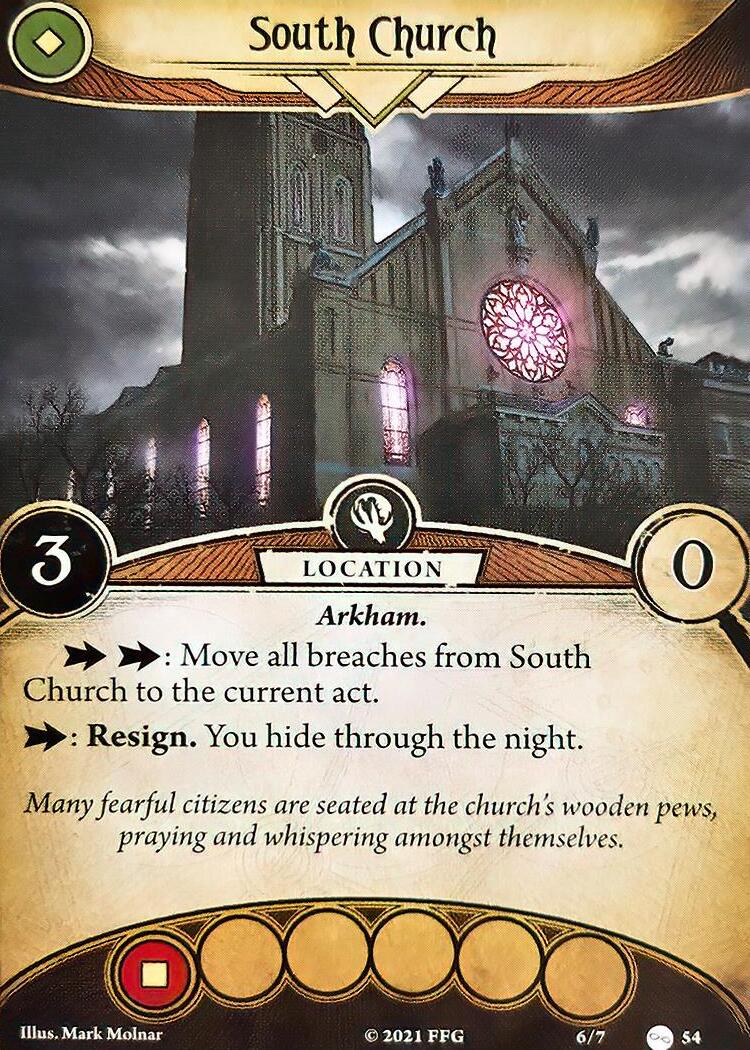 South Church
3
LOCATION
0
Arkham.
: Move all breaches from South
Church to the current act.
: Resign. You hide through the night.
Many fearful citizens are seated at the church's wooden pews,
praying and whispering amongst themselves.
Illus. Mark Molnar
© 2021 FFG
6/7
54